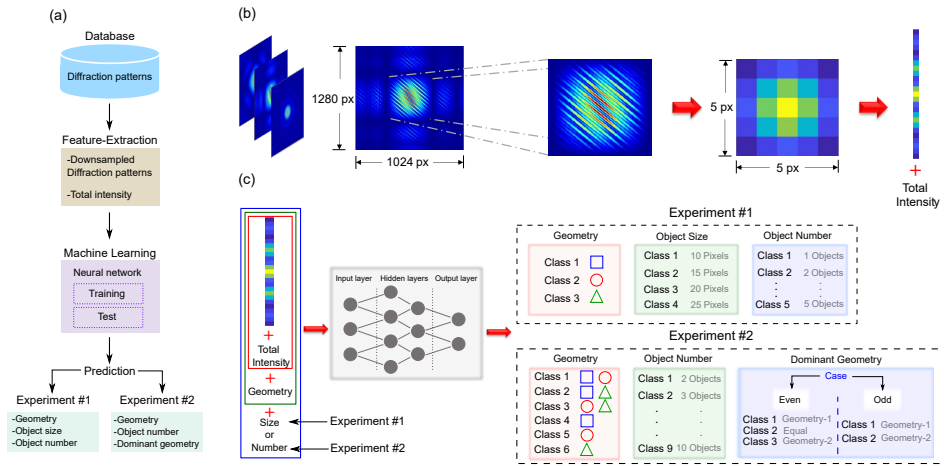 (a)
Database
Diffraction patterns
Feature-Extraction
-Downsampled
Diffraction patterns
-Total intensity
Machine Learning
Neural network
Training
Test
Prediction
Experiment #1
-Geometry
-Object size
-Object number
Experiment #2
-Geometry
-Object number
-Dominant geometry
(b)
1280 px
1024 px
5 px
5 px
+
Total
Intensity
(c)
+
Total
Intensity
+
Geometry
+
Size
or
Number
Experiment #1
Experiment #2
Input layer
Hidden layers
Output layer
Experiment #1
Geometry
Class 1
Class 2
Class 3
Object Size
Class 1 10 Pixels
Class 2 15 Pixels
Class 3 20 Pixels
Class 4 25 Pixels
Object Number
Class 1 1 Objects
Class 2 2 Objects
Class 5 5 Objects
Experiment #2
Geometry
Class 1
Class 2
Class 3
Class 4
Class 5
Class 6
Object Number
Class 1 2 Objects
Class 2 3 Objects
Class 9 10 Objects
Dominant Geometry
Case
Even
Odd
Class 1 Geometry-1
Class 2 Equal
Class 3 Geometry-2
Class 1 Geometry-1
Class 2 Geometry-2